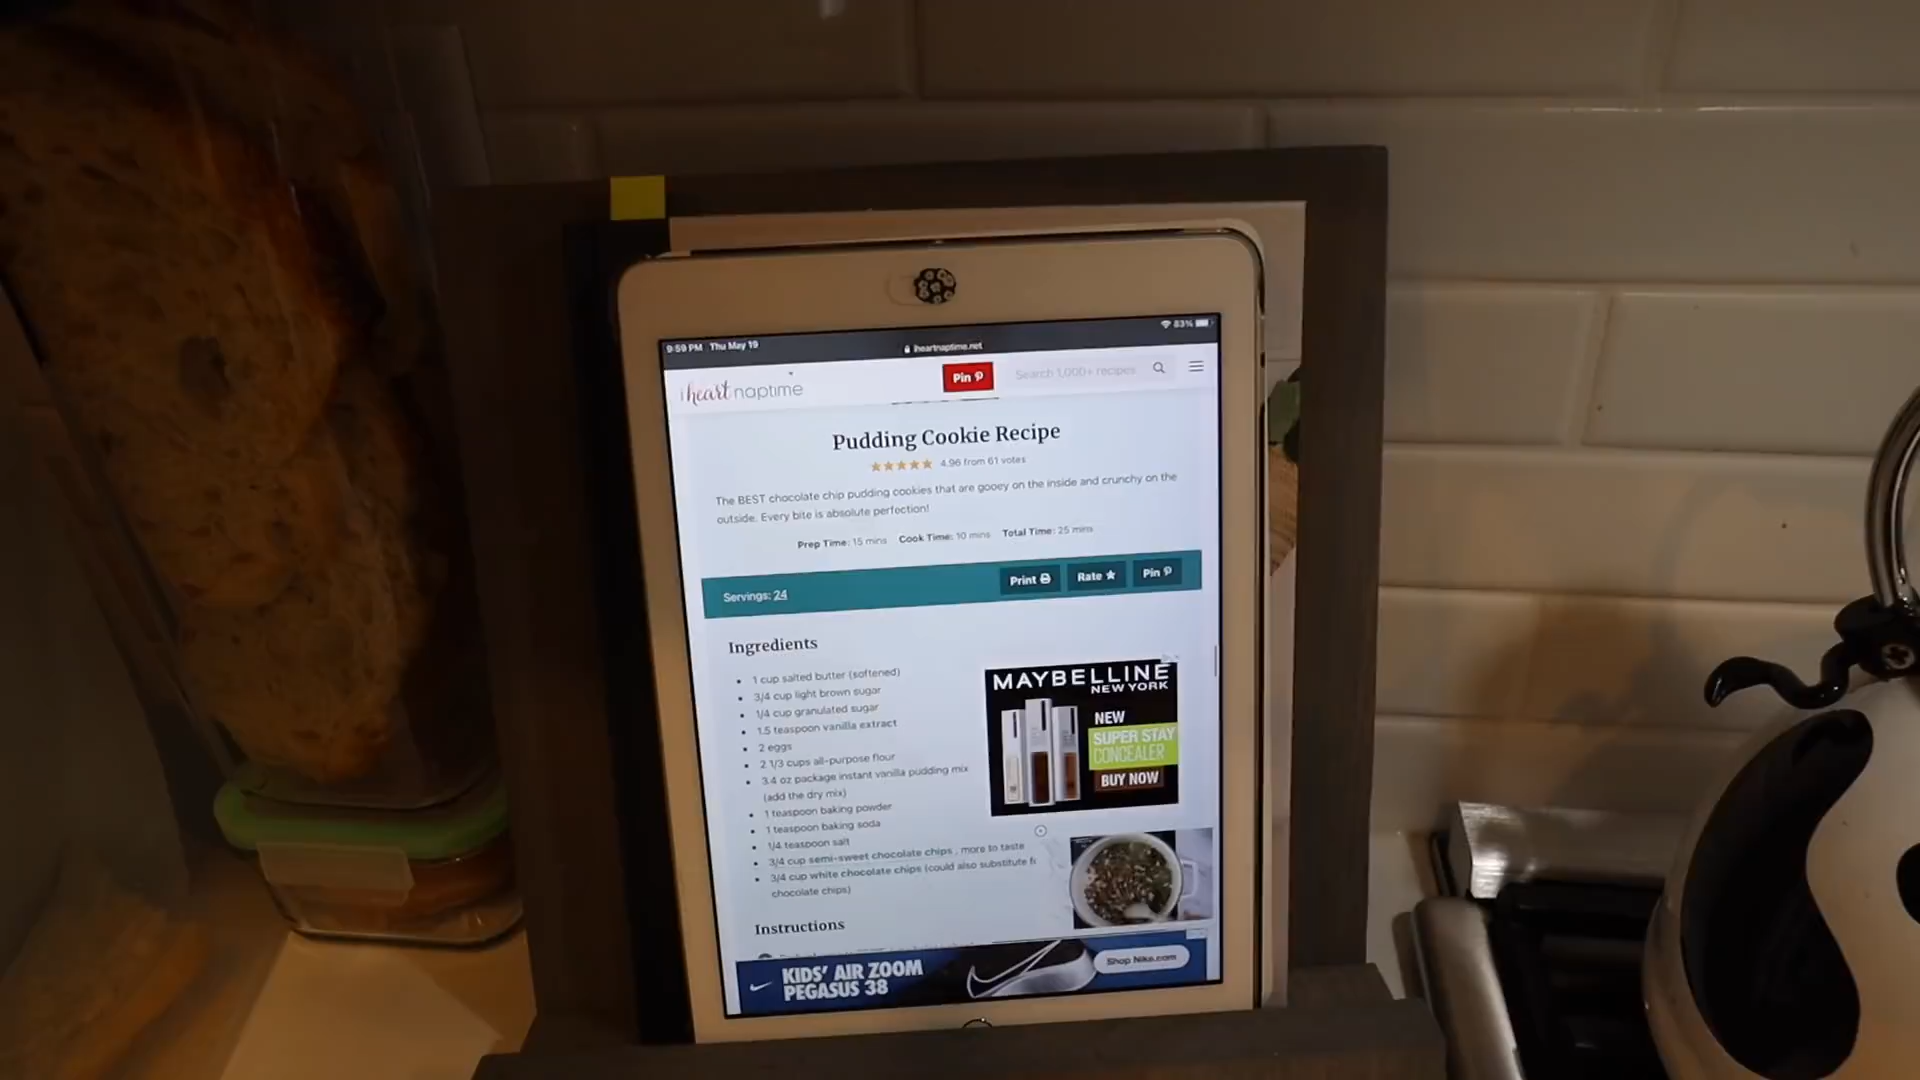 9:59 PM Thu May 19
iheartnaptime.net
83%
i heart naptime
Pin
Search 1,000+ recipes
Pudding Cookie Recipe
4.96 from 61 votes
The BEST chocolate chip pudding cookies that are gooey on the inside and crunchy on the
outside. Every bite is absolute perfection!
Prep Time: 15 mins Cook Time: 10 mins Total Time: 25 mins
Servings: 24
Print Rate Pin
Ingredients
1 cup salted butter (softened)
3/4 cup light brown sugar
1/4 cup granulated sugar
1.5 teaspoon vanilla extract
2 eggs
2 1/3 cups all-purpose flour
3.4 oz package instant vanilla pudding mix
(add the dry mix)
1 teaspoon baking powder
1 teaspoon baking soda
1/4 teaspoon salt
3/4 cup semi-sweet chocolate chips , more to taste
3/4 cup white chocolate chips (could also substitute
chocolate chips)
MAYBELLINE
NEW YORK
NEW
SUPER STAY
CONCEALER
BUY NOW
Instructions
KIDS' AIR ZOOM
PEGASUS 38
Shop Nike.com